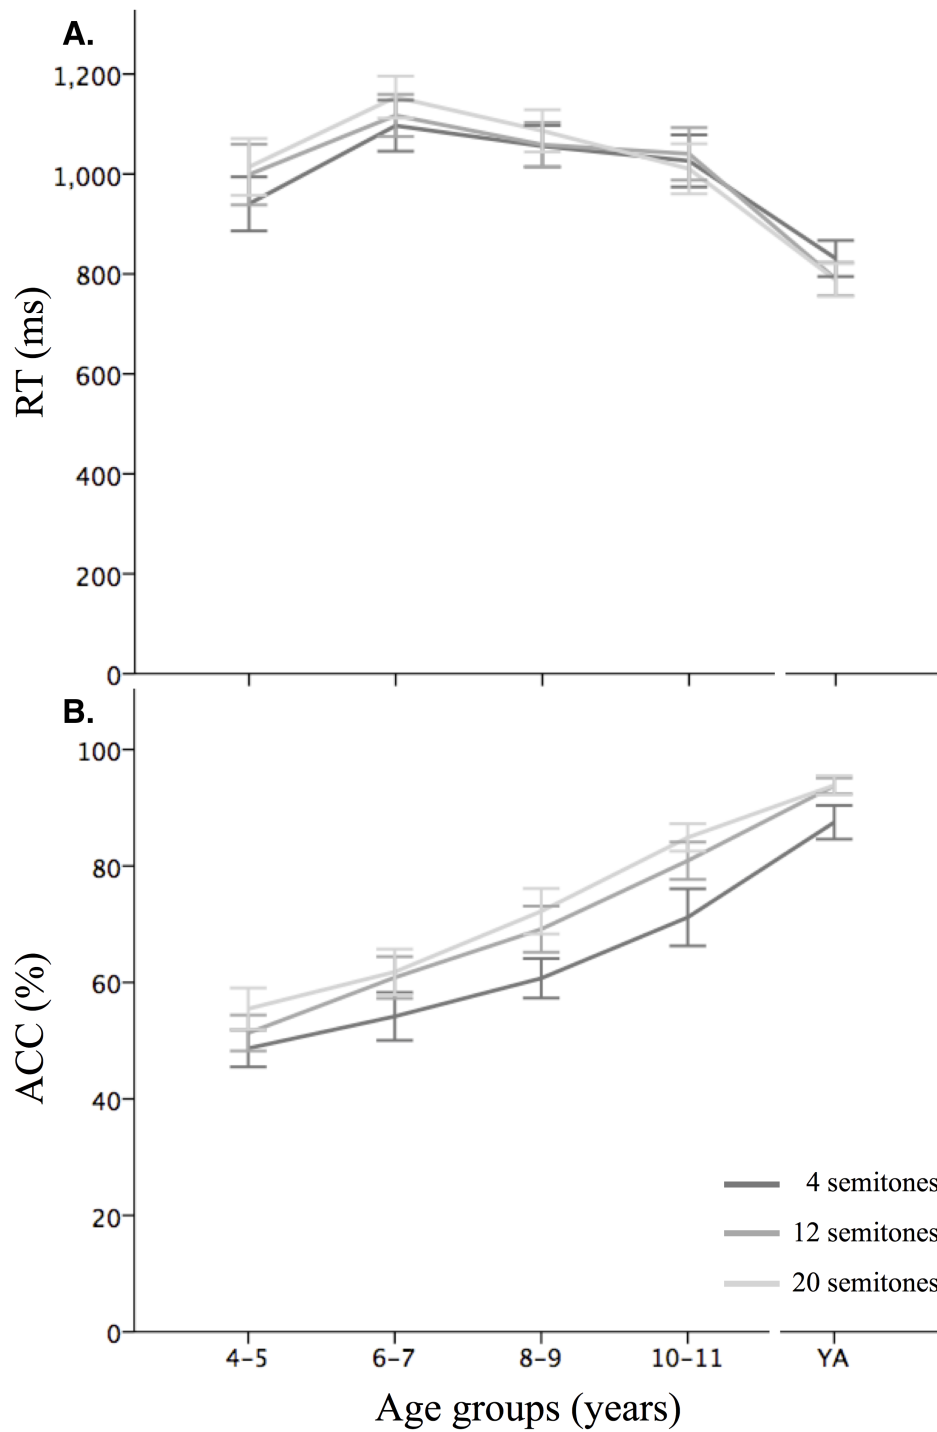 A.
1,200
1,000
800
600
400
200
0
RT (ms)
B.
100
80
60
40
20
0
ACC (%)
4 semitones
12 semitones
20 semitones
4–5 6–7 8–9 10–11 YA
Age groups (years)